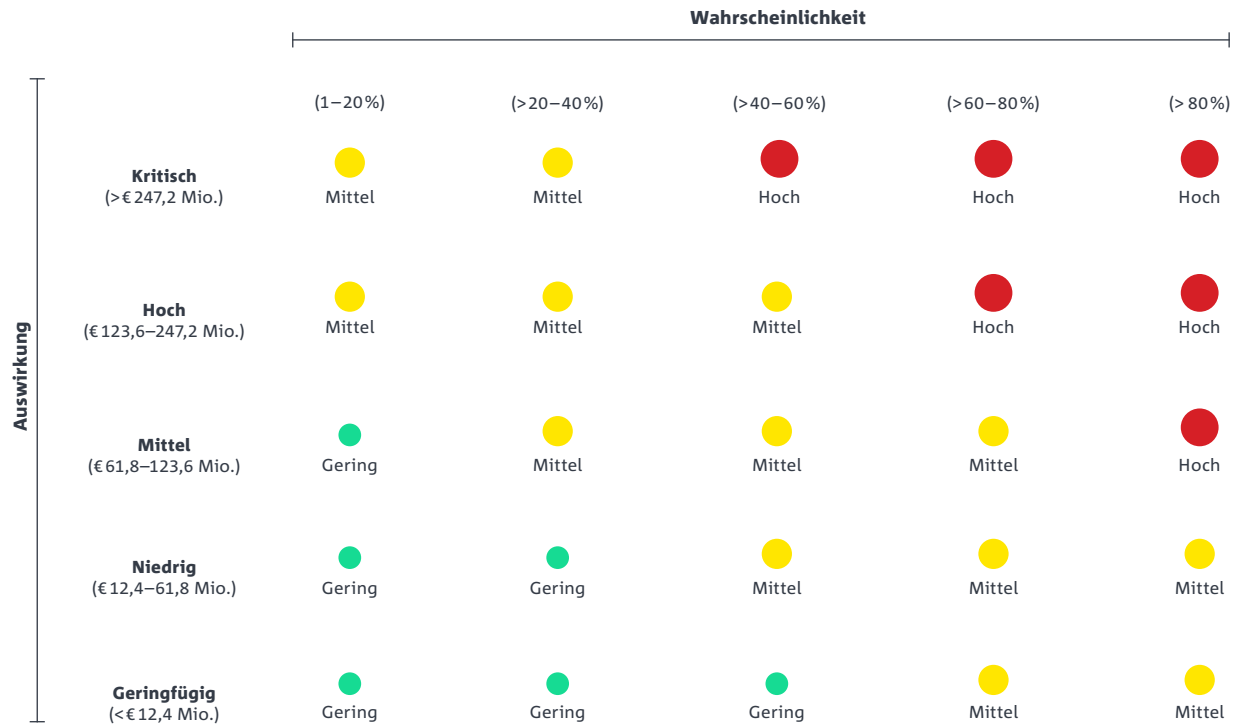 Wahrscheinlichkeit
(1–20%) (>20–40%) (>40–60%) (>60–80%) (>80%)
Auswirkung
Kritisch
(>€247,2 Mio.)
Mittel Mittel Hoch Hoch Hoch
Hoch
(€123,6–247,2 Mio.)
Mittel Mittel Mittel Hoch Hoch
Mittel
(€61,8–123,6 Mio.)
Gering Mittel Mittel Mittel Hoch
Niedrig
(€12,4–61,8 Mio.)
Gering Gering Mittel Mittel Mittel
Geringfügig
(<€12,4 Mio.)
Gering Gering Gering Mittel Mittel